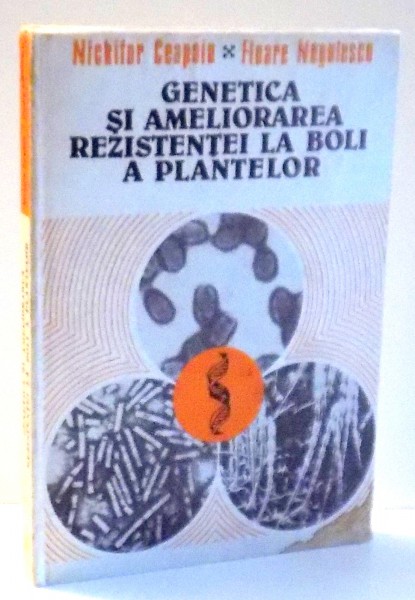 Nichifor Ceapoiu × Floare Negulescu
GENETICA
ŞI AMELIORAREA
REZISTENŢEI LA BOLI
A PLANTELOR